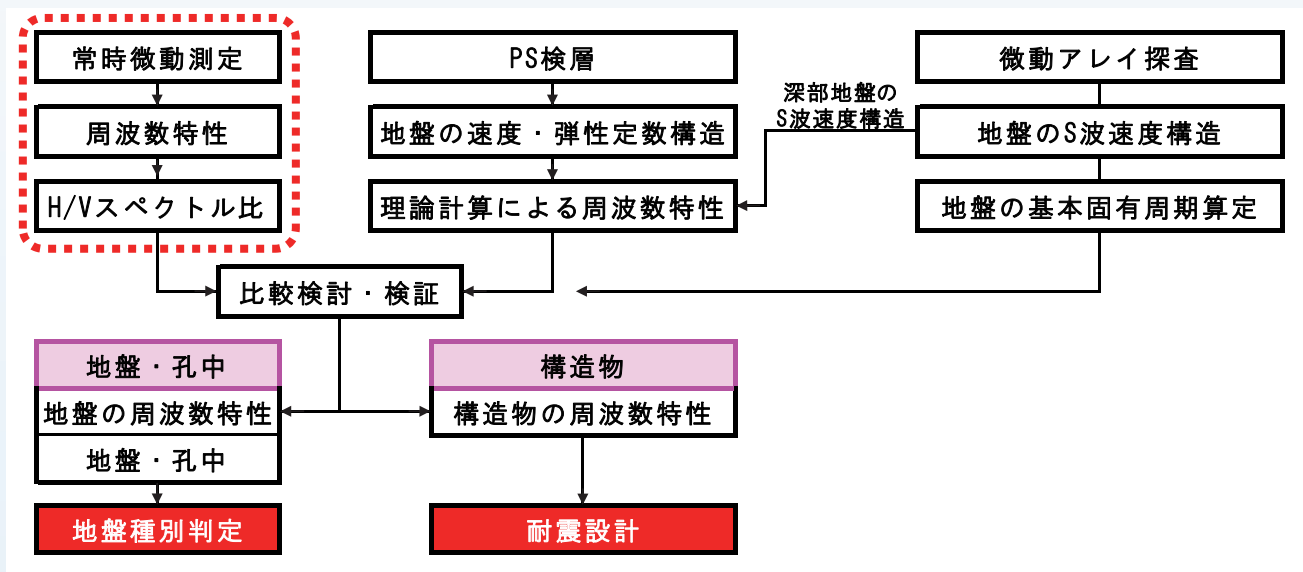 常時微動測定
周波数特性
H/Vスペクトル比
PS検層
地盤の速度・弾性定数構造
理論計算による周波数特性
深部地盤の
S波速度構造
微動アレイ探査
地盤のS波速度構造
地盤の基本固有周期算定
比較検討・検証
地盤・孔中
地盤の周波数特性
地盤・孔中
地盤種別判定
構造物
構造物の周波数特性
耐震設計